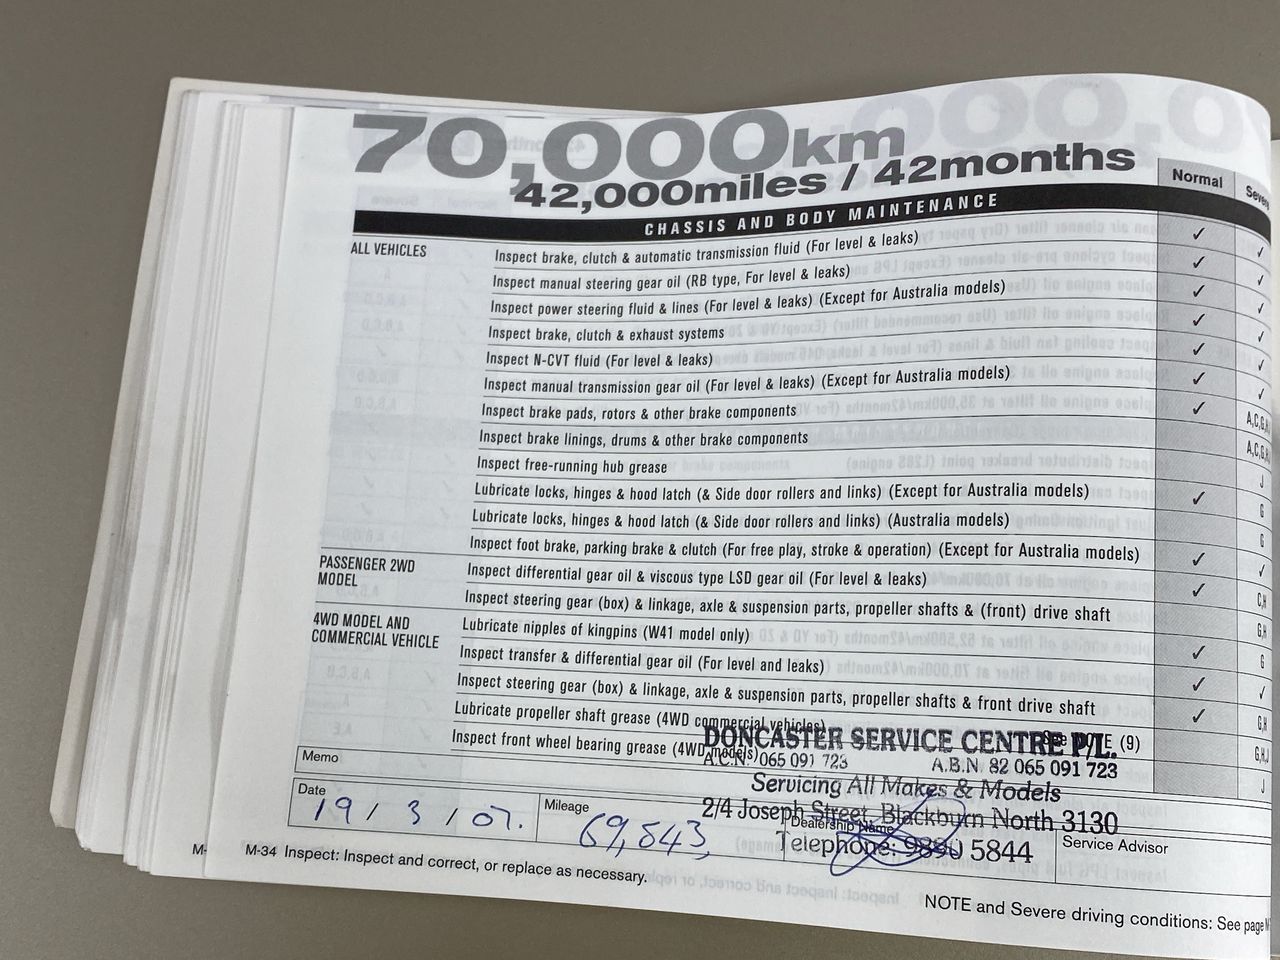 70,000km
42,000miles / 42months
Normal
CHASSIS AND BODY MAINTENANCE
ALL VEHICLES
Inspect brake, clutch & automatic transmission fluid (For level & leaks) ✓ ✓
Inspect manual steering gear oil (RB type, For level & leaks) ✓ ✓
Inspect power steering fluid & lines (For level & leaks) (Except for Australia models) ✓ ✓
Inspect brake, clutch & exhaust systems ✓ ✓
Inspect N-CVT fluid (For level & leaks) ✓ ✓
Inspect manual transmission gear oil (For level & leaks) (Except for Australia models) ✓ ✓
Inspect brake pads, rotors & other brake components ✓
Inspect brake linings, drums & other brake components
Inspect free-running hub grease J
Lubricate locks, hinges & hood latch (& Side door rollers and links) (Except for Australia models) ✓ G
Lubricate locks, hinges & hood latch (& Side door rollers and links) (Australia models) G
Inspect foot brake, parking brake & clutch (For free play, stroke & operation) (Except for Australia models) ✓ ✓
PASSENGER 2WD
MODEL
Inspect differential gear oil & viscous type LSD gear oil (For level & leaks) ✓ C,H
Inspect steering gear (box) & linkage, axle & suspension parts, propeller shafts & (front) drive shaft G,H
4WD MODEL AND
COMMERCIAL VEHICLE
Lubricate nipples of kingpins (W41 model only) ✓ G
Inspect transfer & differential gear oil (For level and leaks) ✓ ✓
Inspect steering gear (box) & linkage, axle & suspension parts, propeller shafts & front drive shaft ✓ G,H
Lubricate propeller shaft grease (4WD commercial vehicles) See NOTE (9) G,H,J
Inspect front wheel bearing grease (4WD models) J
Memo
DONCASTER SERVICE CENTRE P/L.
A.C.N. 065 091 723 A.B.N. 82 065 091 723
Servicing All Makes & Models
2/4 Joseph Street, Blackburn North 3130
Telephone: 9890 5844
Date
19 / 3 / 07.
Mileage
69,543,
Dealership Name
Service Advisor
M-
M-34 Inspect: Inspect and correct, or replace as necessary.
NOTE and Severe driving conditions: See page